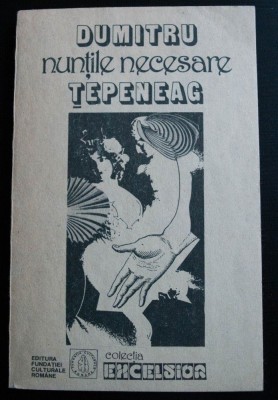 DUMITRU
nunțile necesare
ȚEPENEAG
EDITURA
FUNDAȚIEI
CULTURALE
ROMÂNE
colecția
EXCELSIOR